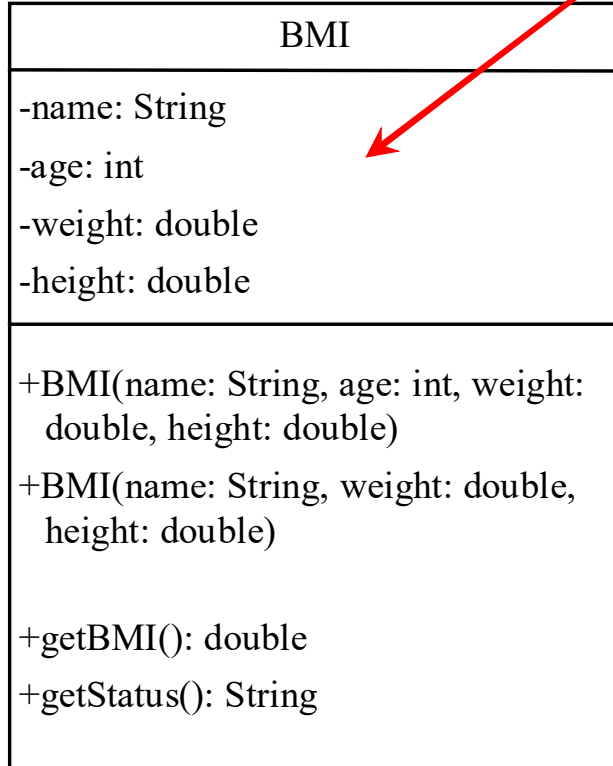 BMI
-name: String
-age: int
-weight: double
-height: double
+BMI(name: String, age: int, weight:
double, height: double)
+BMI(name: String, weight: double,
height: double)
+getBMI(): double
+getStatus(): String